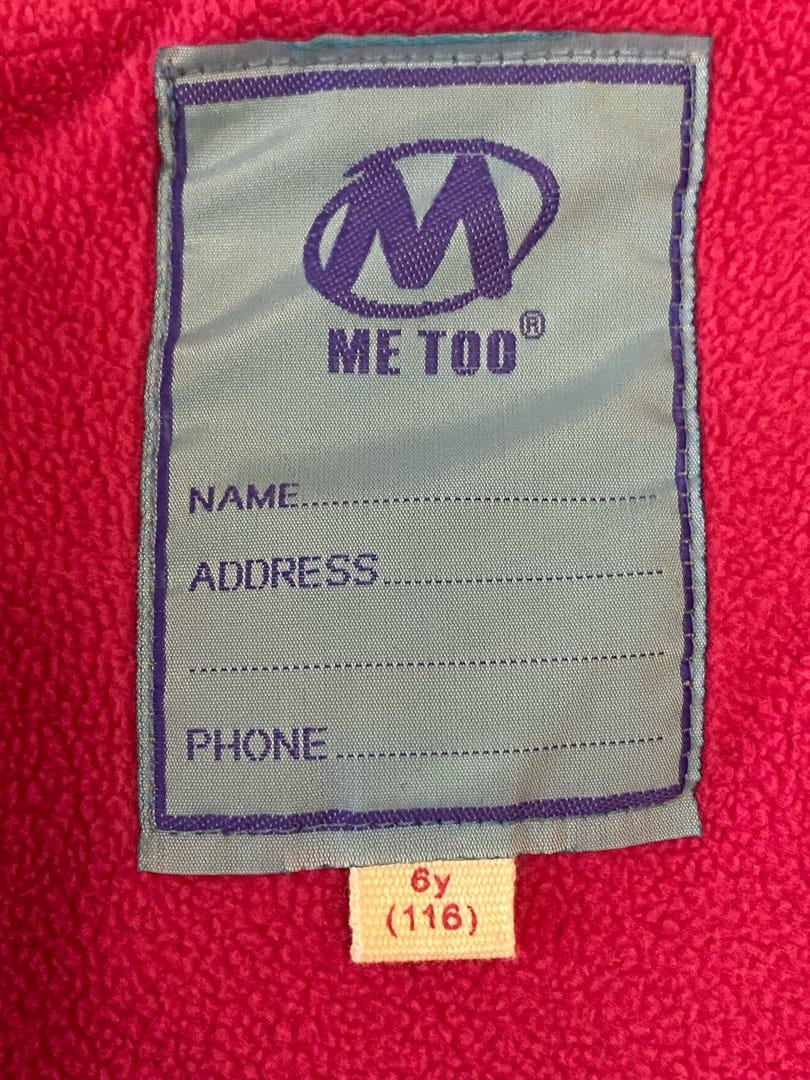 M
ME TOO®
NAME
ADDRESS
PHONE
6y
(116)